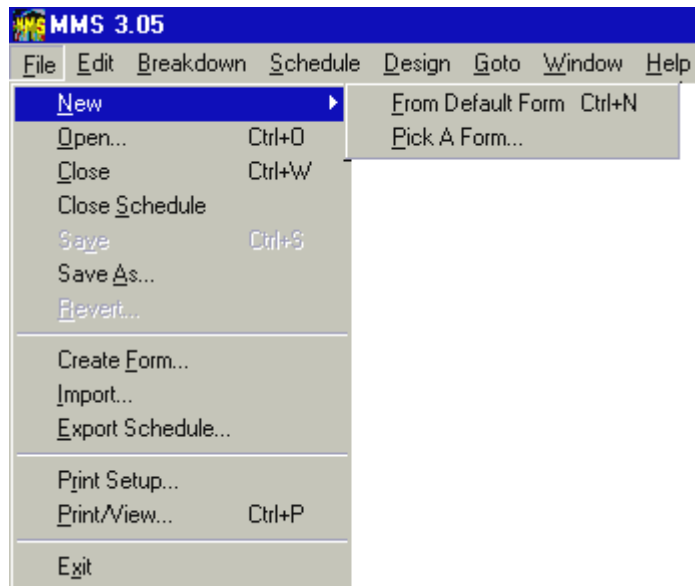 MMS MMS 3.05
File Edit Breakdown Schedule Design Goto Window Help
New
From Default Form Ctrl+N
Open... Ctrl+O
Pick A Form...
Close Ctrl+W
Close Schedule
Save Ctrl+S
Save As...
Revert...
Create Form...
Import...
Export Schedule...
Print Setup...
Print/View... Ctrl+P
Exit